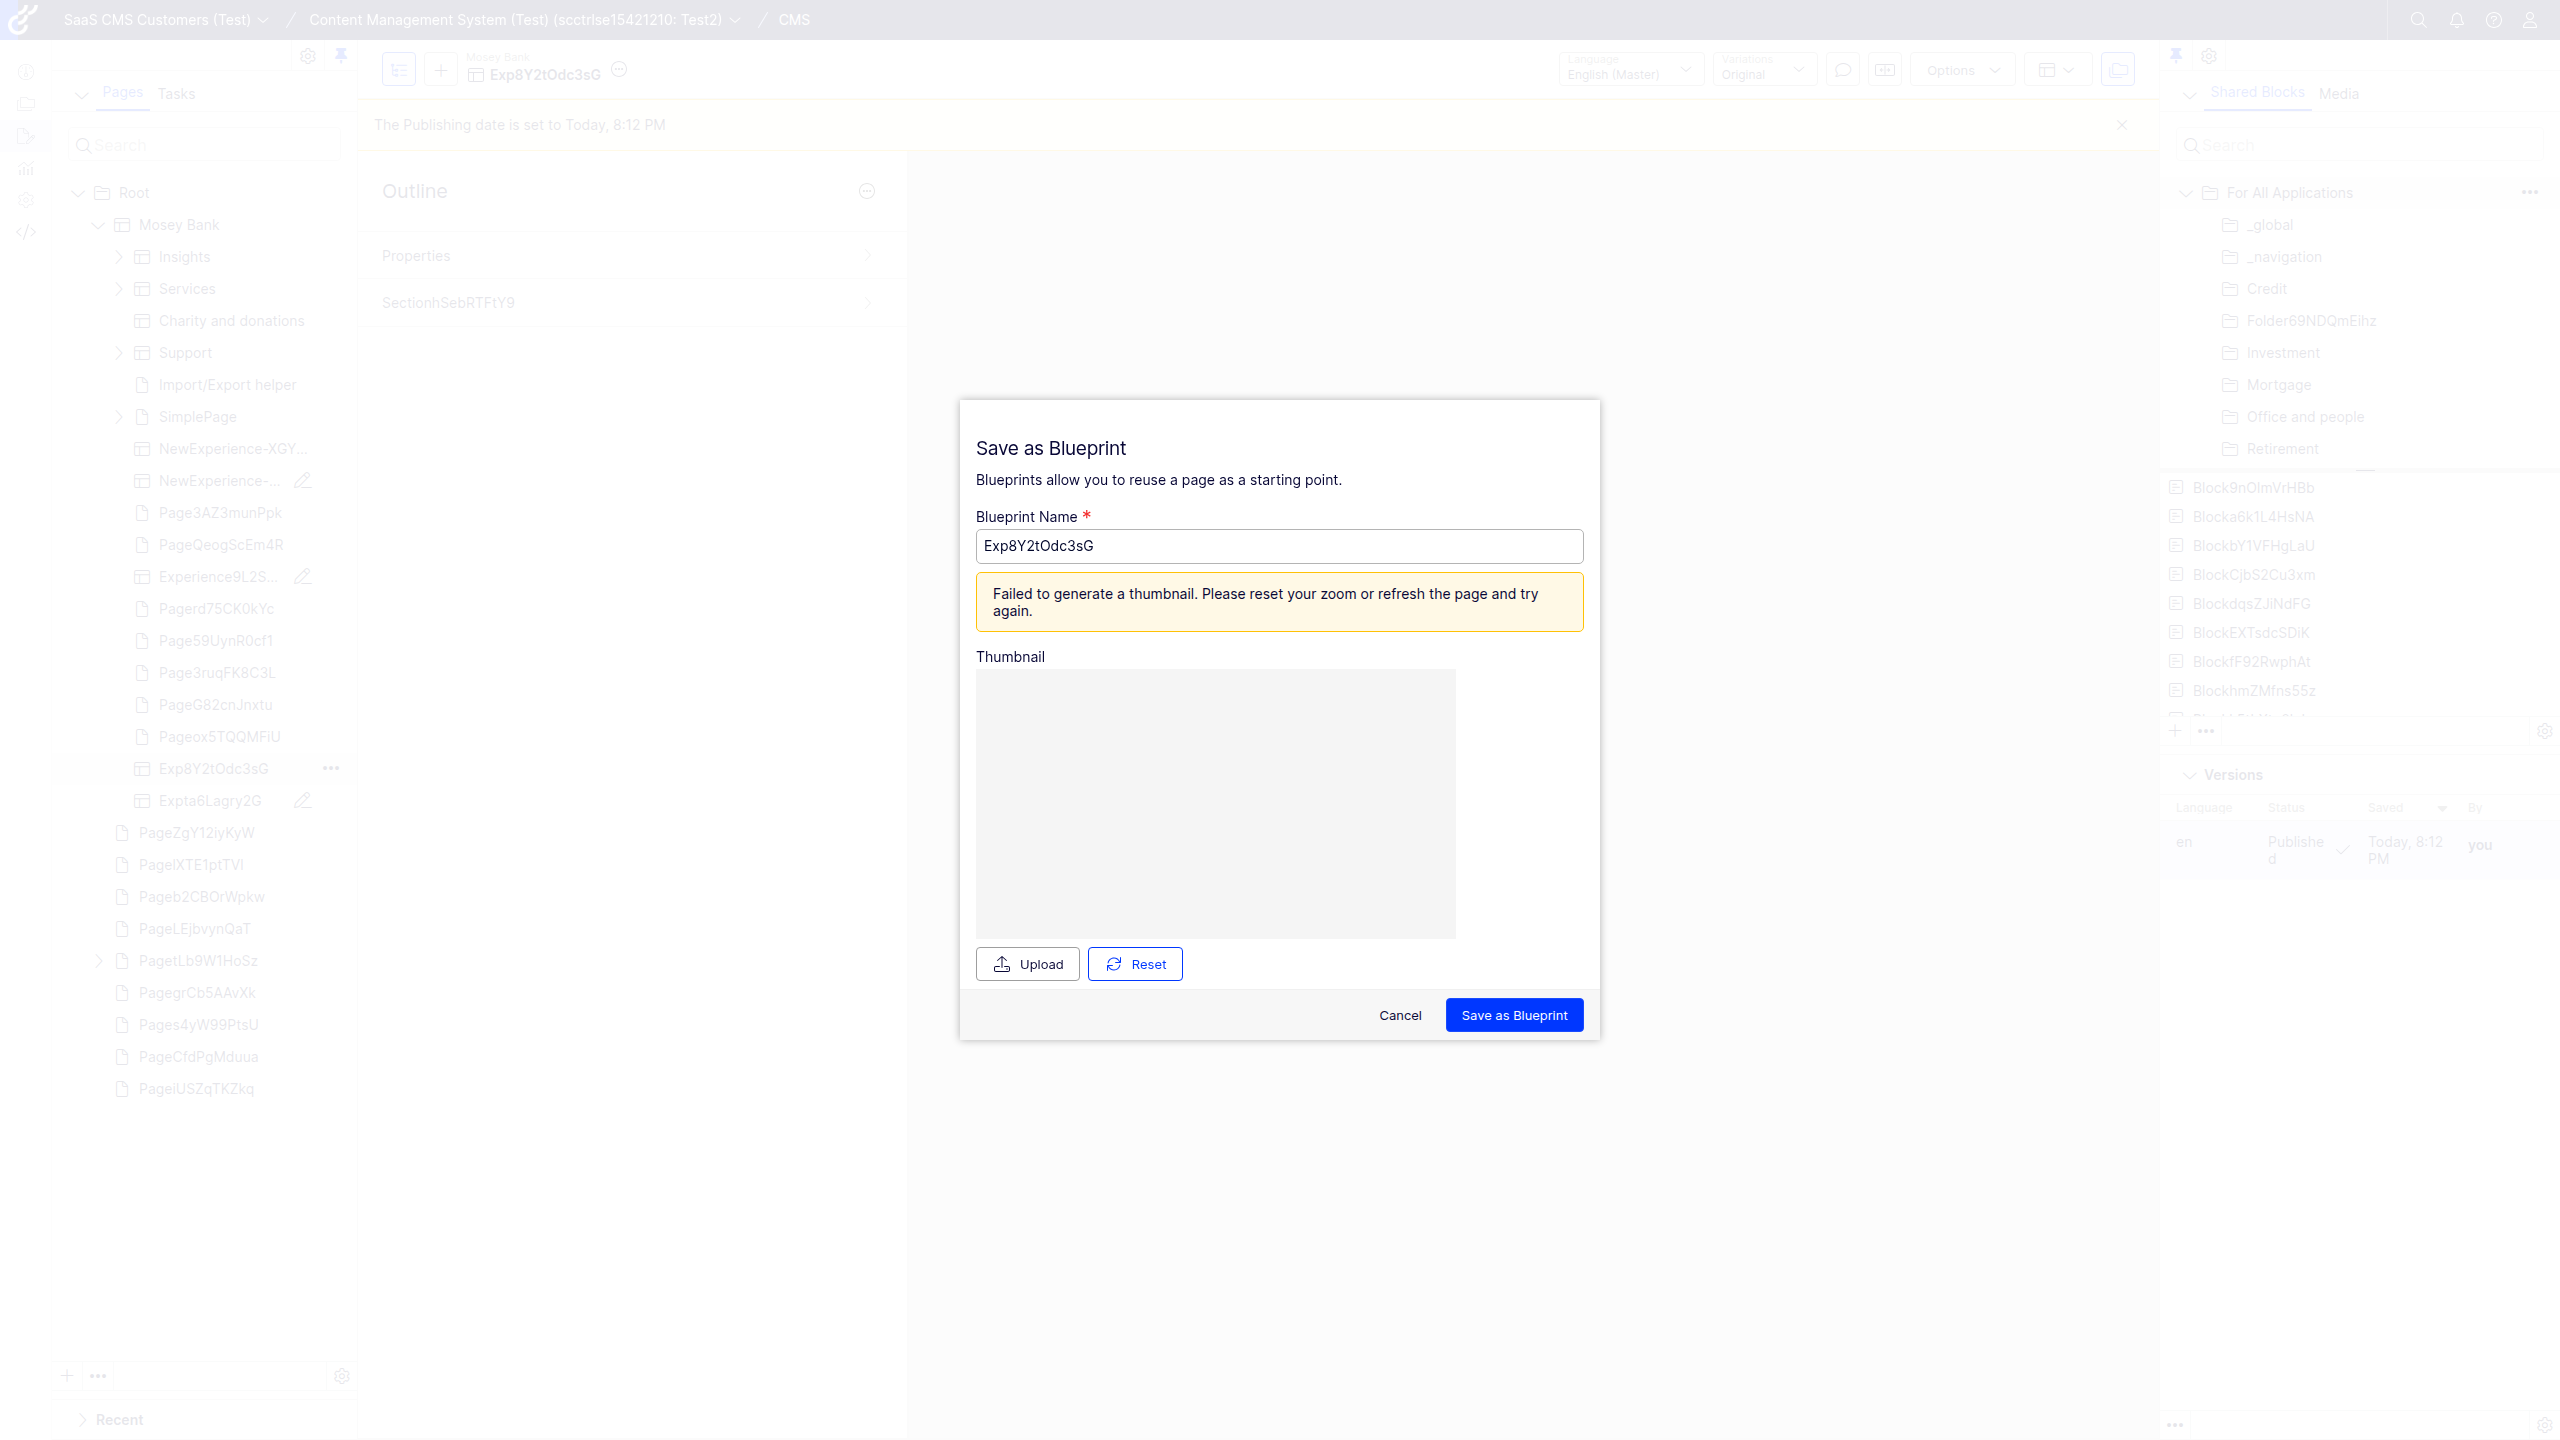 SaaS CMS Customers (Test) / Content Management System (Test) (scctrlse15421210: Test2) / CMS
Pages Tasks
Search
Root
Mosey Bank
Insights
Services
Charity and donations
Support
Import/Export helper
SimplePage
NewExperience-XGY...
NewExperience-...
Page3AZ3munPpk
PageQeogScEm4R
Experience9L2S...
Pagerd75CK0kYc
Page59UynR0cf1
Page3ruqFK8C3L
PageG82cnJnxtu
Pageox5TQQMFiU
Exp8Y2tOdc3sG
Expta6Lagry2G
PageZgY12iyKyW
Pageb2CBOrWpkw
PageLEjbvynQaT
PagetLb9W1HoSz
PagegrCb5AAvXk
Pages4yW99PtsU
PageCfdPgMduua
PageiUSZqTKZkq
Recent
Mosey Bank
Exp8Y2tOdc3sG
Language
English (Master)
Variations
Original
Options
The Publishing date is set to Today, 8:12 PM
Outline
Properties
SectionhSebRTFtY9
Save as Blueprint
Blueprints allow you to reuse a page as a starting point.
Blueprint Name *
Exp8Y2tOdc3sG
Failed to generate a thumbnail. Please reset your zoom or refresh the page and try
again.
Thumbnail
Upload Reset
Cancel Save as Blueprint
Shared Blocks Media
Search
For All Applications
_global
_navigation
Credit
Folder69NDQmEihz
Investment
Mortgage
Office and people
Retirement
Block9nOlmVrHBb
Blocka6k1L4HsNA
BlockbY1VFHgLaU
BlockCjbS2Cu3xm
BlockdqsZJiNdFG
BlockEXTsdcSDiK
BlockfF92RwphAt
BlockhmZMfns55z
Versions
Language Status Saved By
en Publishe Today, 8:12 you
d PM